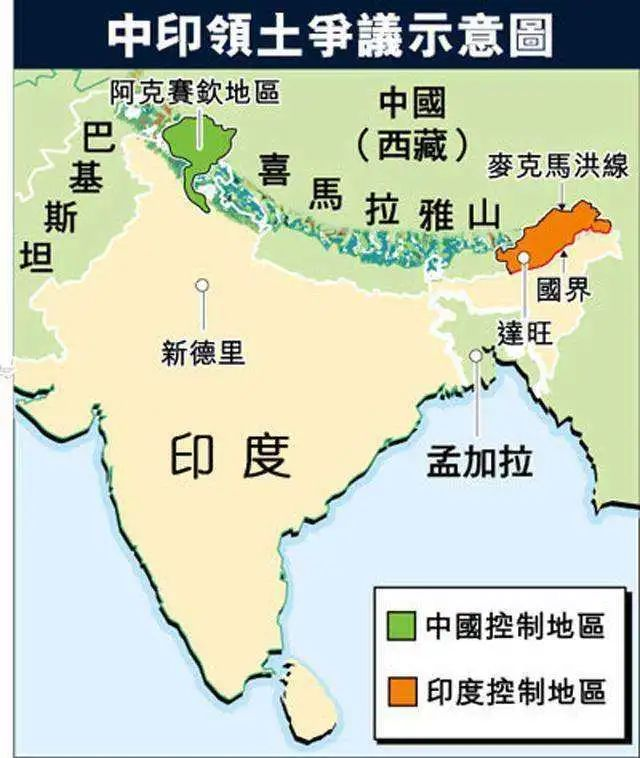 中印領土爭議示意圖
阿克賽欽地區
中國
（西藏）
巴基斯坦
喜馬拉雅山
麥克馬洪線
國界
達旺
新德里
印度
孟加拉
中國控制地區
印度控制地區